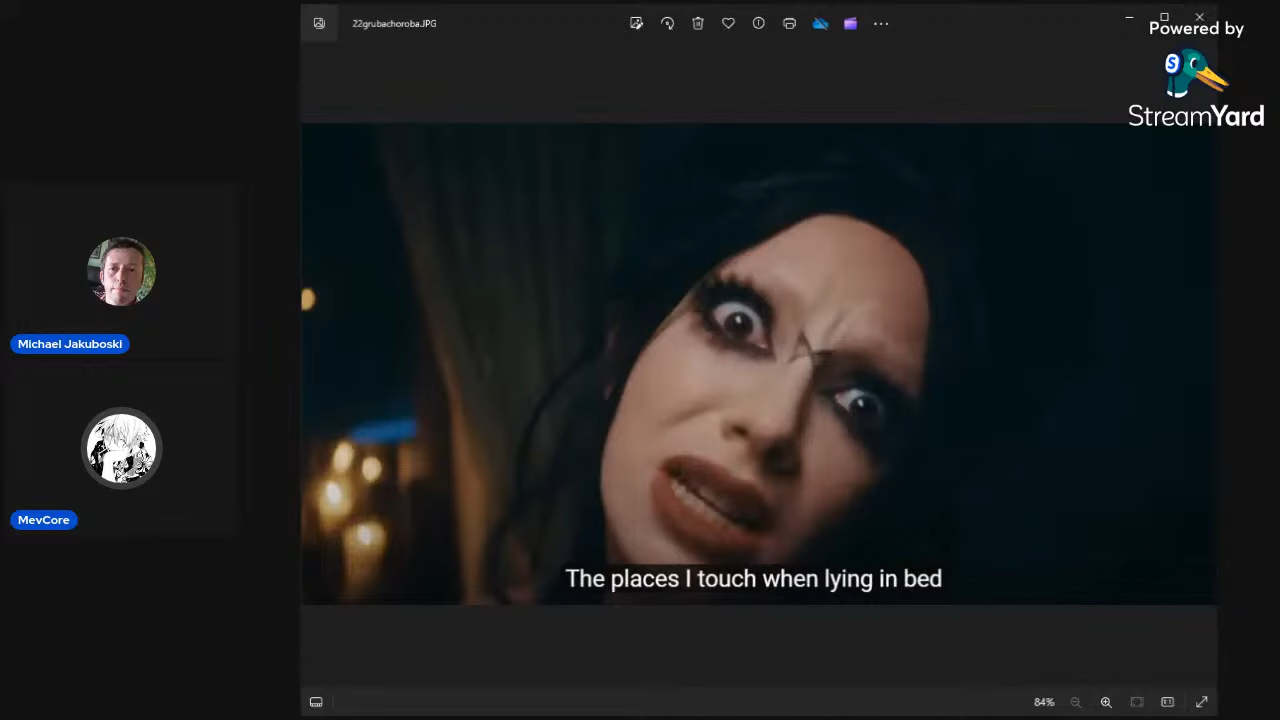 22grubachoroba.JPG
Powered by
StreamYard
Michael Jakuboski
MevCore
The places I touch when lying in bed
84%